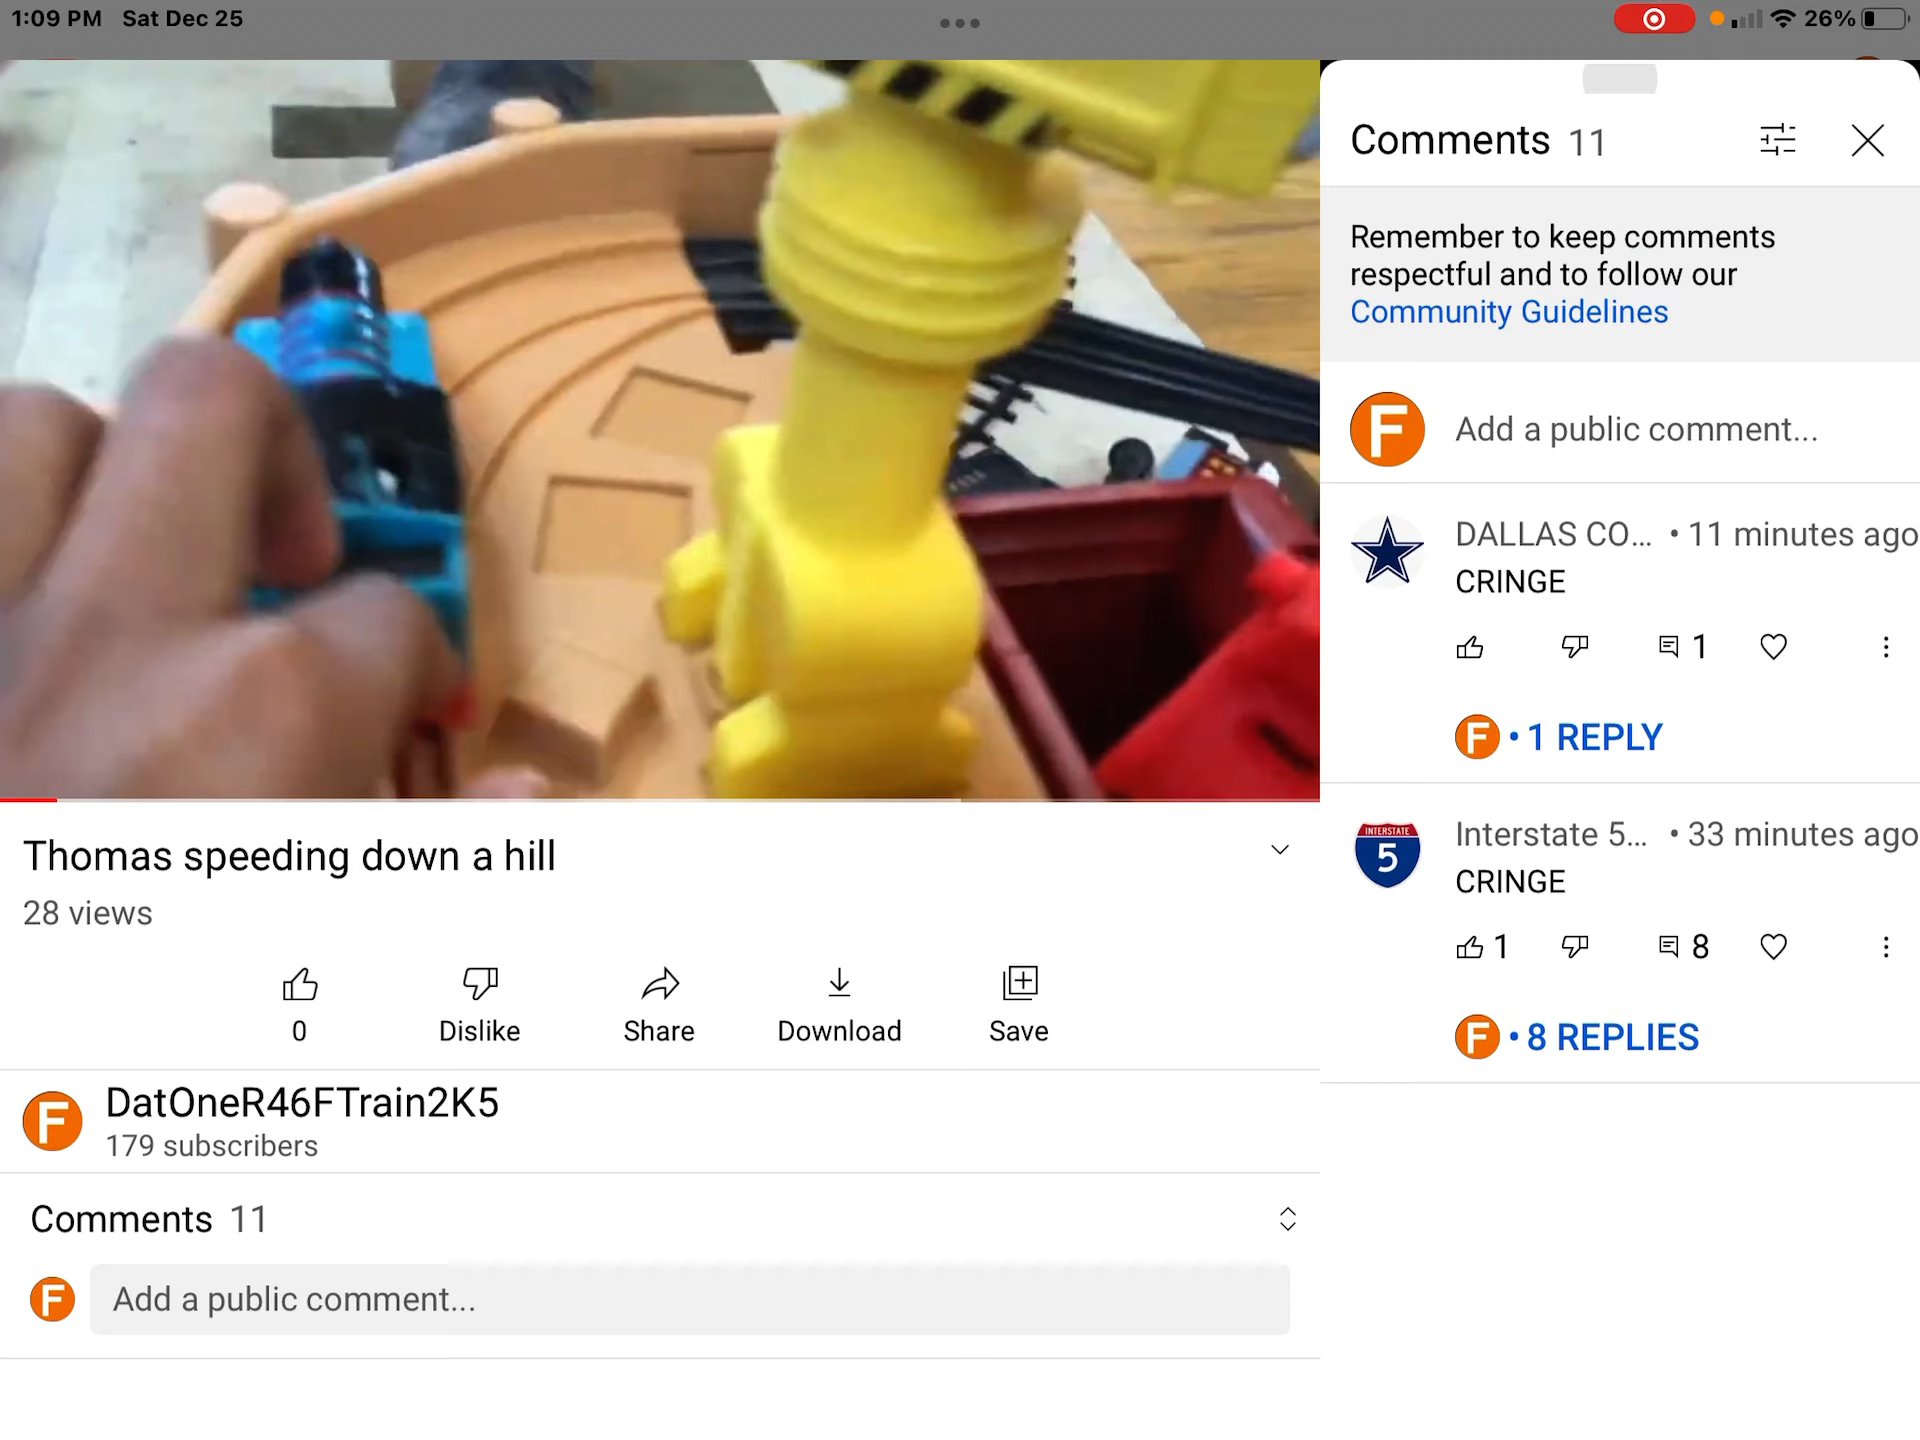 1:09 PM Sat Dec 25
26%
Thomas speeding down a hill
28 views
0
Dislike
Share
Download
Save
F
DatOneR46FTrain2K5
179 subscribers
Comments 11
F
Add a public comment...
Comments 11
Remember to keep comments
respectful and to follow our
Community Guidelines
F
Add a public comment...
DALLAS CO... • 11 minutes ago
CRINGE
1
F • 1 REPLY
INTERSTATE
5
Interstate 5... • 33 minutes ago
CRINGE
1 8
F • 8 REPLIES